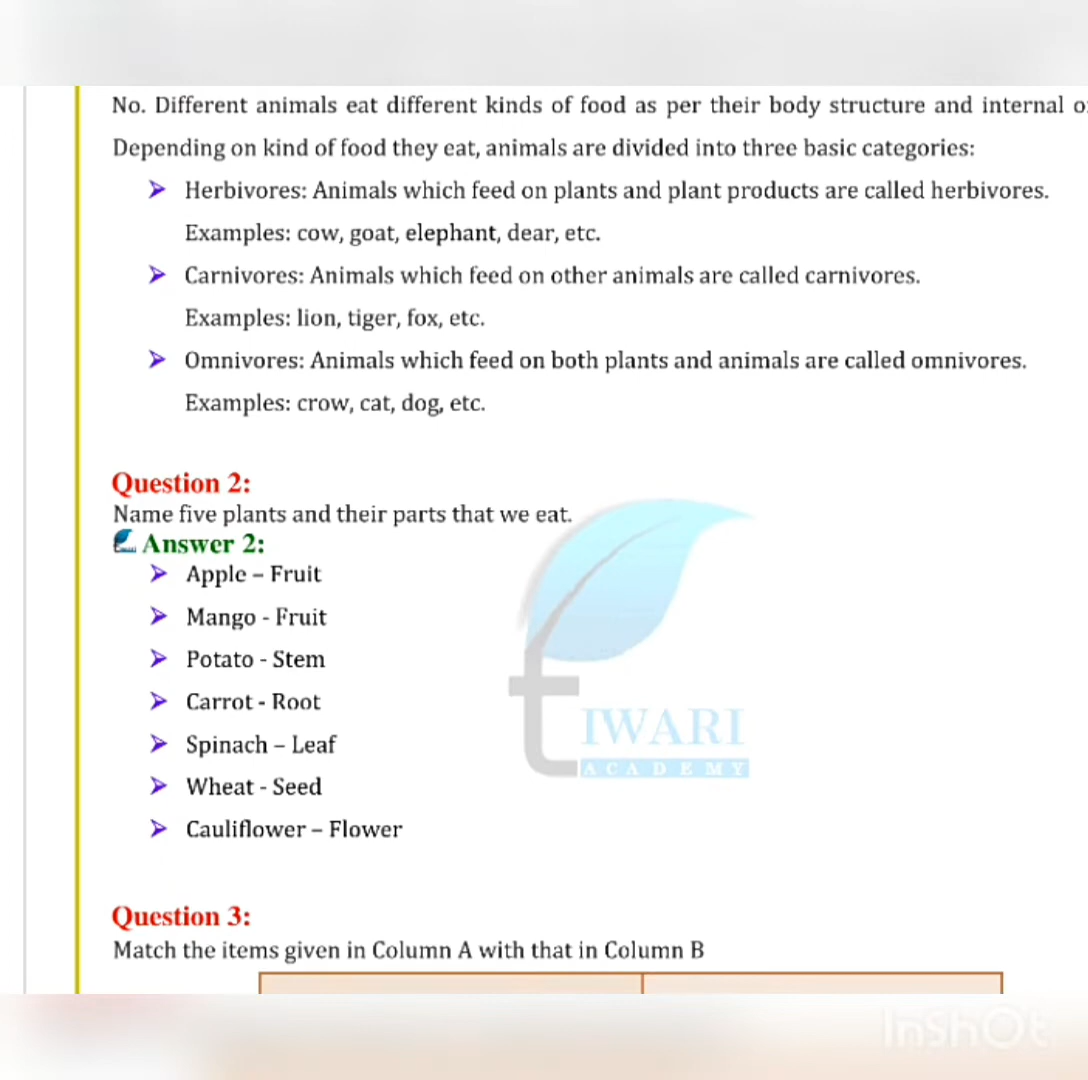 No. Different animals eat different kinds of food as per their body structure and internal
Depending on kind of food they eat, animals are divided into three basic categories:
➤ Herbivores: Animals which feed on plants and plant products are called herbivores.
Examples: cow, goat, elephant, dear, etc.
➤ Carnivores: Animals which feed on other animals are called carnivores.
Examples: lion, tiger, fox, etc.
➤ Omnivores: Animals which feed on both plants and animals are called omnivores.
Examples: crow, cat, dog, etc.
Question 2:
Name five plants and their parts that we eat.
Answer 2:
➤ Apple – Fruit
➤ Mango - Fruit
➤ Potato - Stem
➤ Carrot - Root
➤ Spinach – Leaf
➤ Wheat - Seed
➤ Cauliflower – Flower
TIWARI
ACADEMY
Question 3:
Match the items given in Column A with that in Column B
InShOt